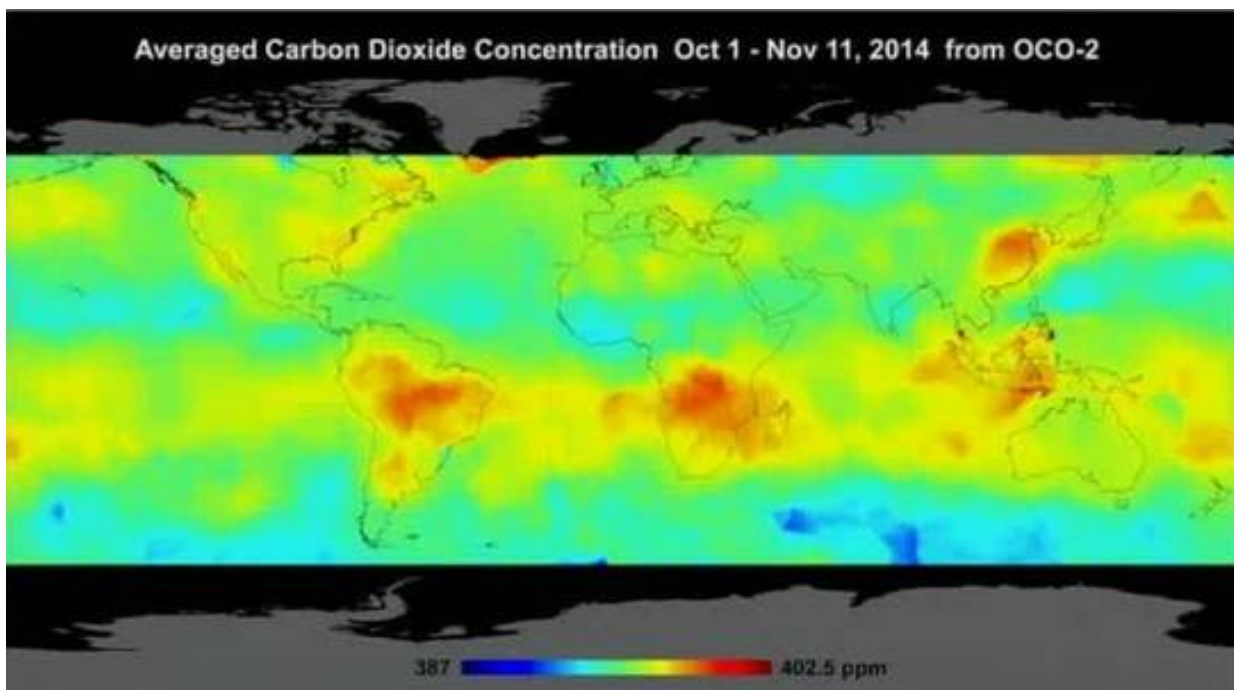 Averaged Carbon Dioxide Concentration Oct 1 - Nov 11, 2014 from OCO-2
387 402.5 ppm